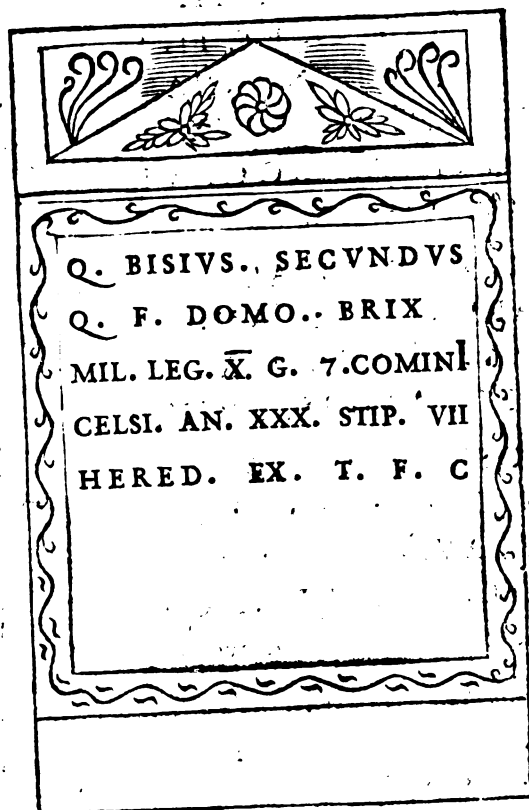 Q. BISIVS. SECVNDVS
Q. F. DOMO. BRIX
MIL. LEG. X̅. G. 7. COMINI
CELSI. AN. XXX. STIP. VII
HERED. EX. T. F. C